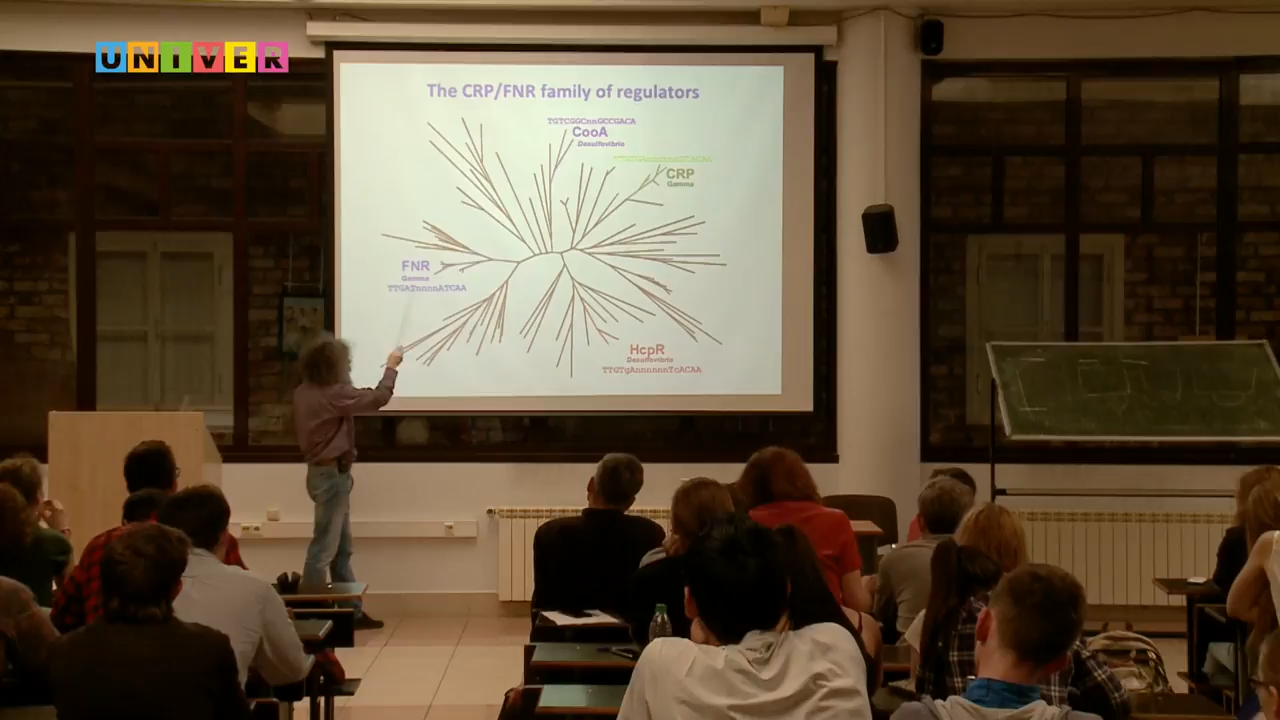 UNIVER
The CRP/FNR family of regulators
TGTCGGCnnGCCGACA
CooA
Desulfovibrio
CRP
Gamma
FNR
Gamma
TTGATnnnnATCAA
HcpR
Desulfovibrio
TTGTgAnnnnnnTcACAA